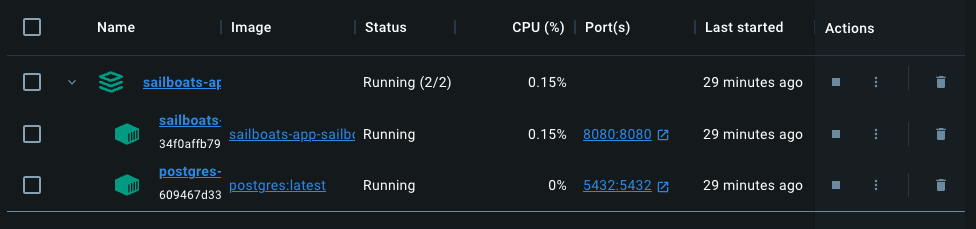 Name Image Status CPU (%) Port(s) Last started Actions
sailboats-ap Running (2/2) 0.15% 29 minutes ago
sailboats-
34f0affb79 sailboats-app-sailbo Running 0.15% 8080:8080 29 minutes ago
postgres-
609467d33 postgres:latest Running 0% 5432:5432 29 minutes ago